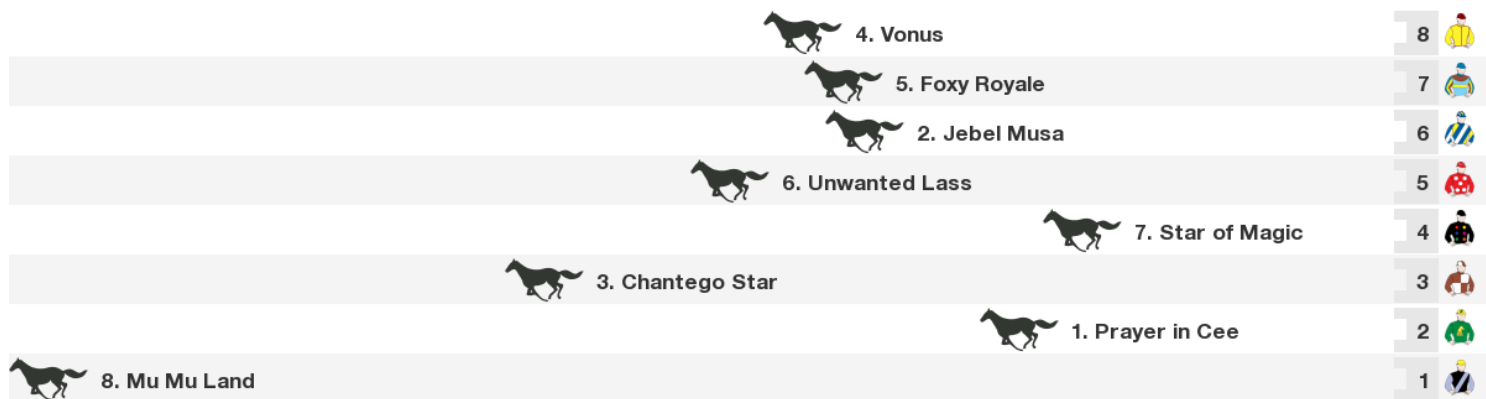 4. Vonus 8
5. Foxy Royale 7
2. Jebel Musa 6
6. Unwanted Lass 5
7. Star of Magic 4
3. Chantego Star 3
1. Prayer in Cee 2
8. Mu Mu Land 1